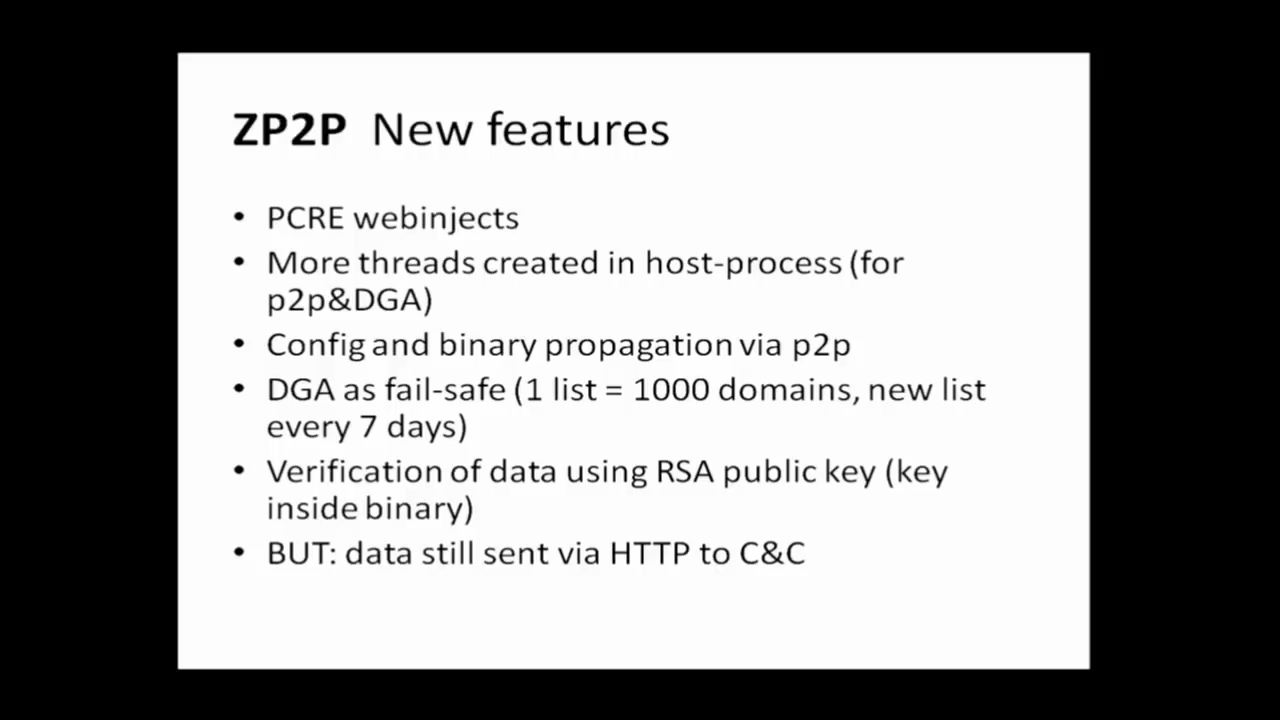 ZP2P New features
• PCRE webinjects
• More threads created in host-process (for
p2p&DGA)
• Config and binary propagation via p2p
• DGA as fail-safe (1 list = 1000 domains, new list
every 7 days)
• Verification of data using RSA public key (key
inside binary)
• BUT: data still sent via HTTP to C&C